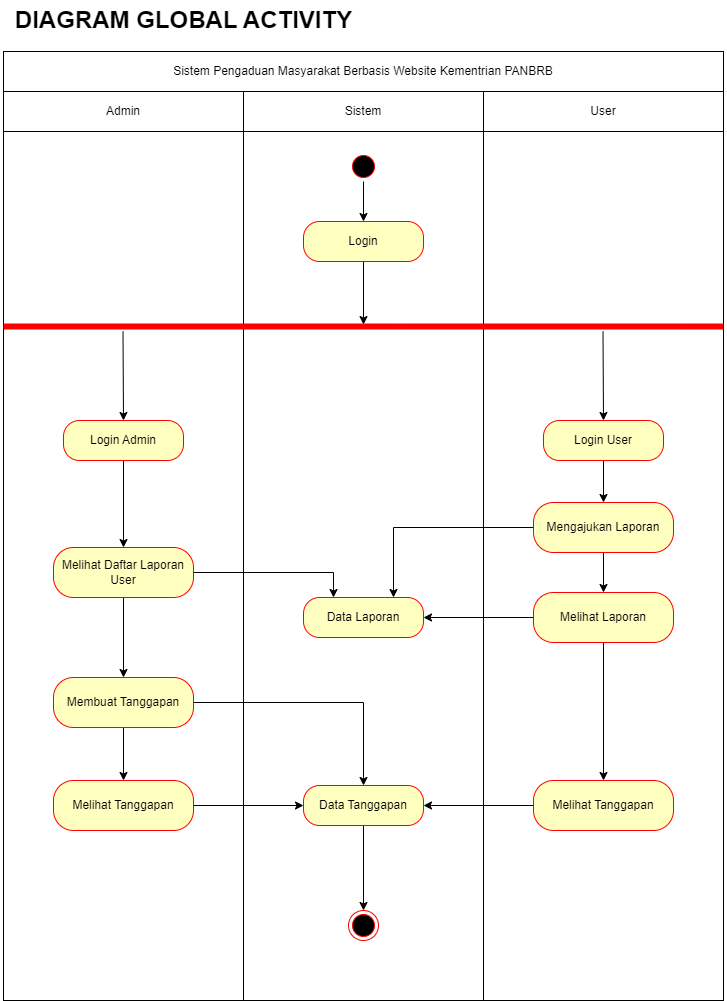 DIAGRAM GLOBAL ACTIVITY
Sistem Pengaduan Masyarakat Berbasis Website Kementrian PANBRB
Admin
Sistem
User
Login
Login Admin
Login User
Mengajukan Laporan
Melihat Daftar Laporan
User
Data Laporan
Melihat Laporan
Membuat Tanggapan
Melihat Tanggapan
Data Tanggapan
Melihat Tanggapan